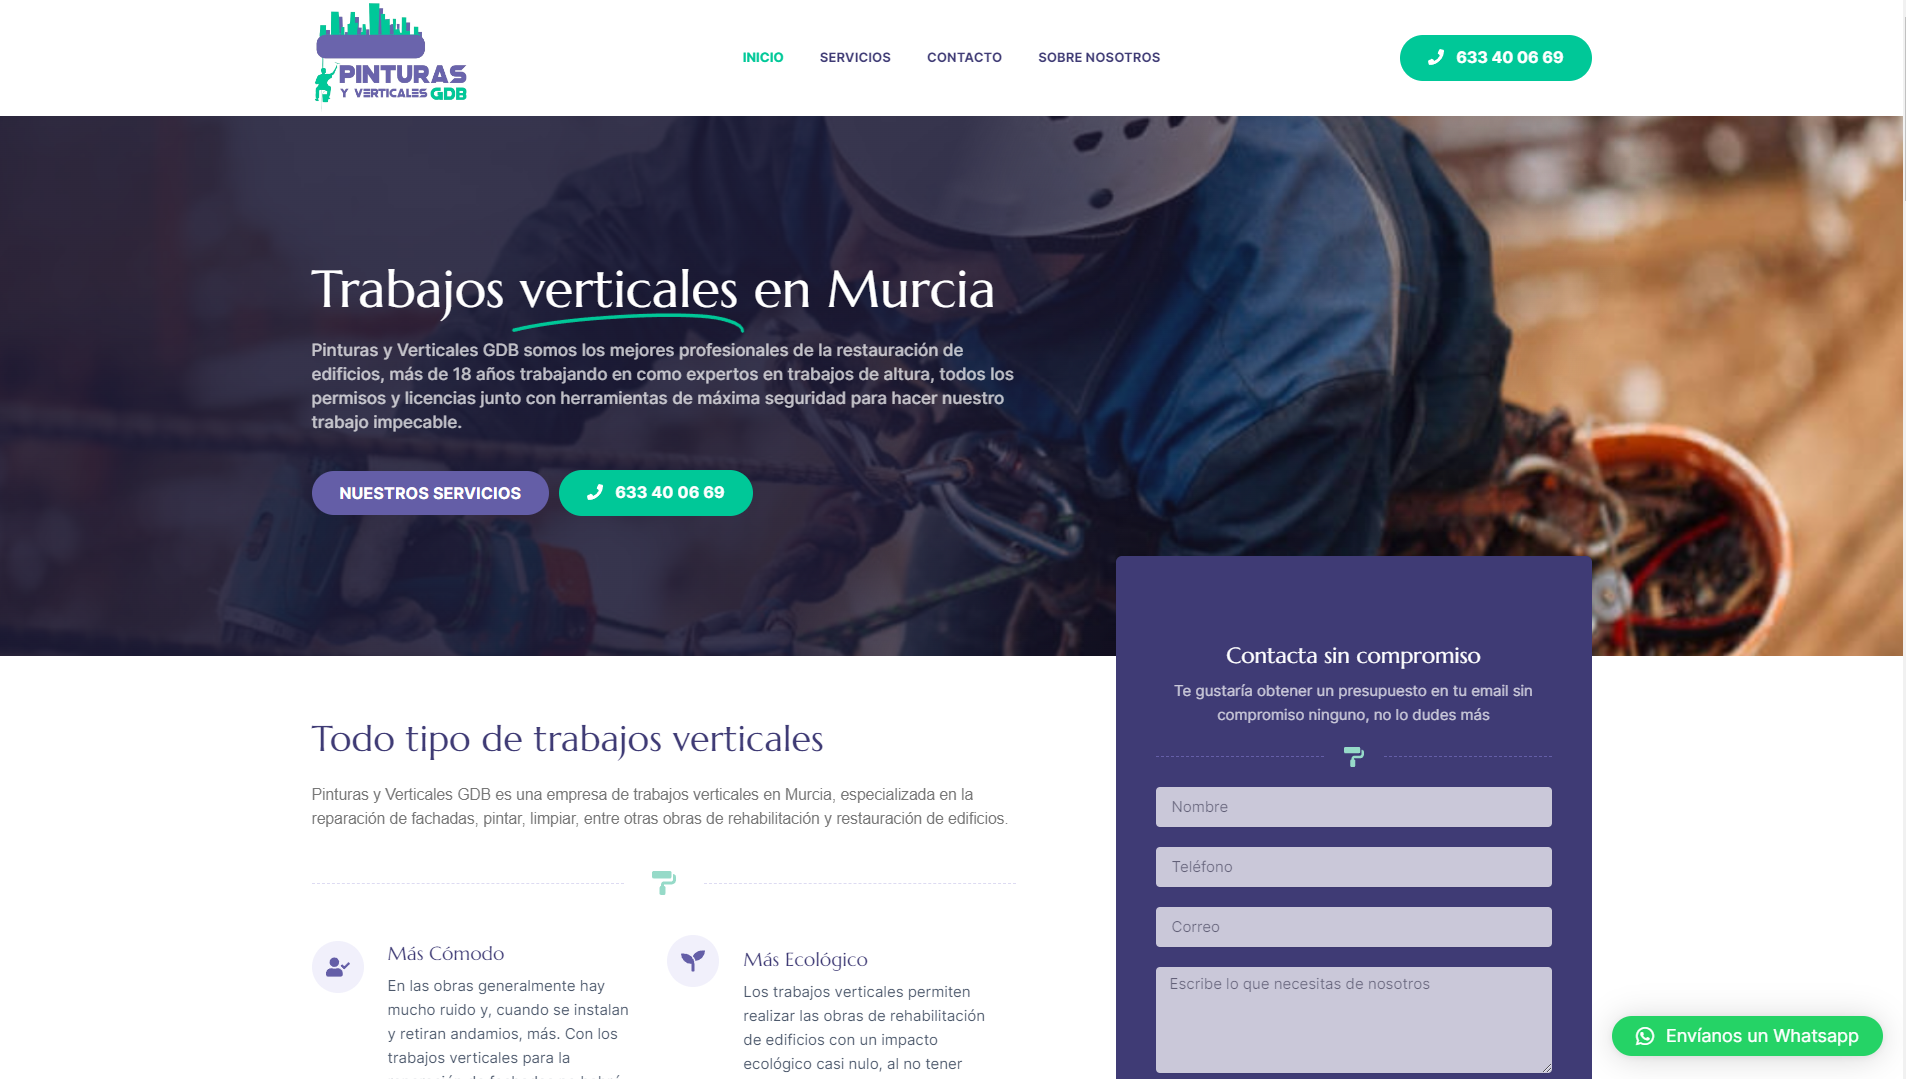 PINTURAS
Y VERTICALES GDB
INICIO
SERVICIOS
CONTACTO
SOBRE NOSOTROS
633 40 06 69
Trabajos verticales en Murcia
Pinturas y Verticales GDB somos los mejores profesionales de la restauración de
edificios, más de 18 años trabajando en como expertos en trabajos de altura, todos los
permisos y licencias junto con herramientas de máxima seguridad para hacer nuestro
trabajo impecable.
NUESTROS SERVICIOS
633 40 06 69
Contacta sin compromiso
Te gustaría obtener un presupuesto en tu email sin
compromiso ninguno, no lo dudes más
Nombre
Teléfono
Correo
Escribe lo que necesitas de nosotros
Todo tipo de trabajos verticales
Pinturas y Verticales GDB es una empresa de trabajos verticales en Murcia, especializada en la
reparación de fachadas, pintar, limpiar, entre otras obras de rehabilitación y restauración de edificios.
Más Cómodo
En las obras generalmente hay
mucho ruido y, cuando se instalan
y retiran andamios, más. Con los
trabajos verticales para la
Más Ecológico
Los trabajos verticales permiten
realizar las obras de rehabilitación
de edificios con un impacto
ecológico casi nulo, al no tener
Envíanos un Whatsapp